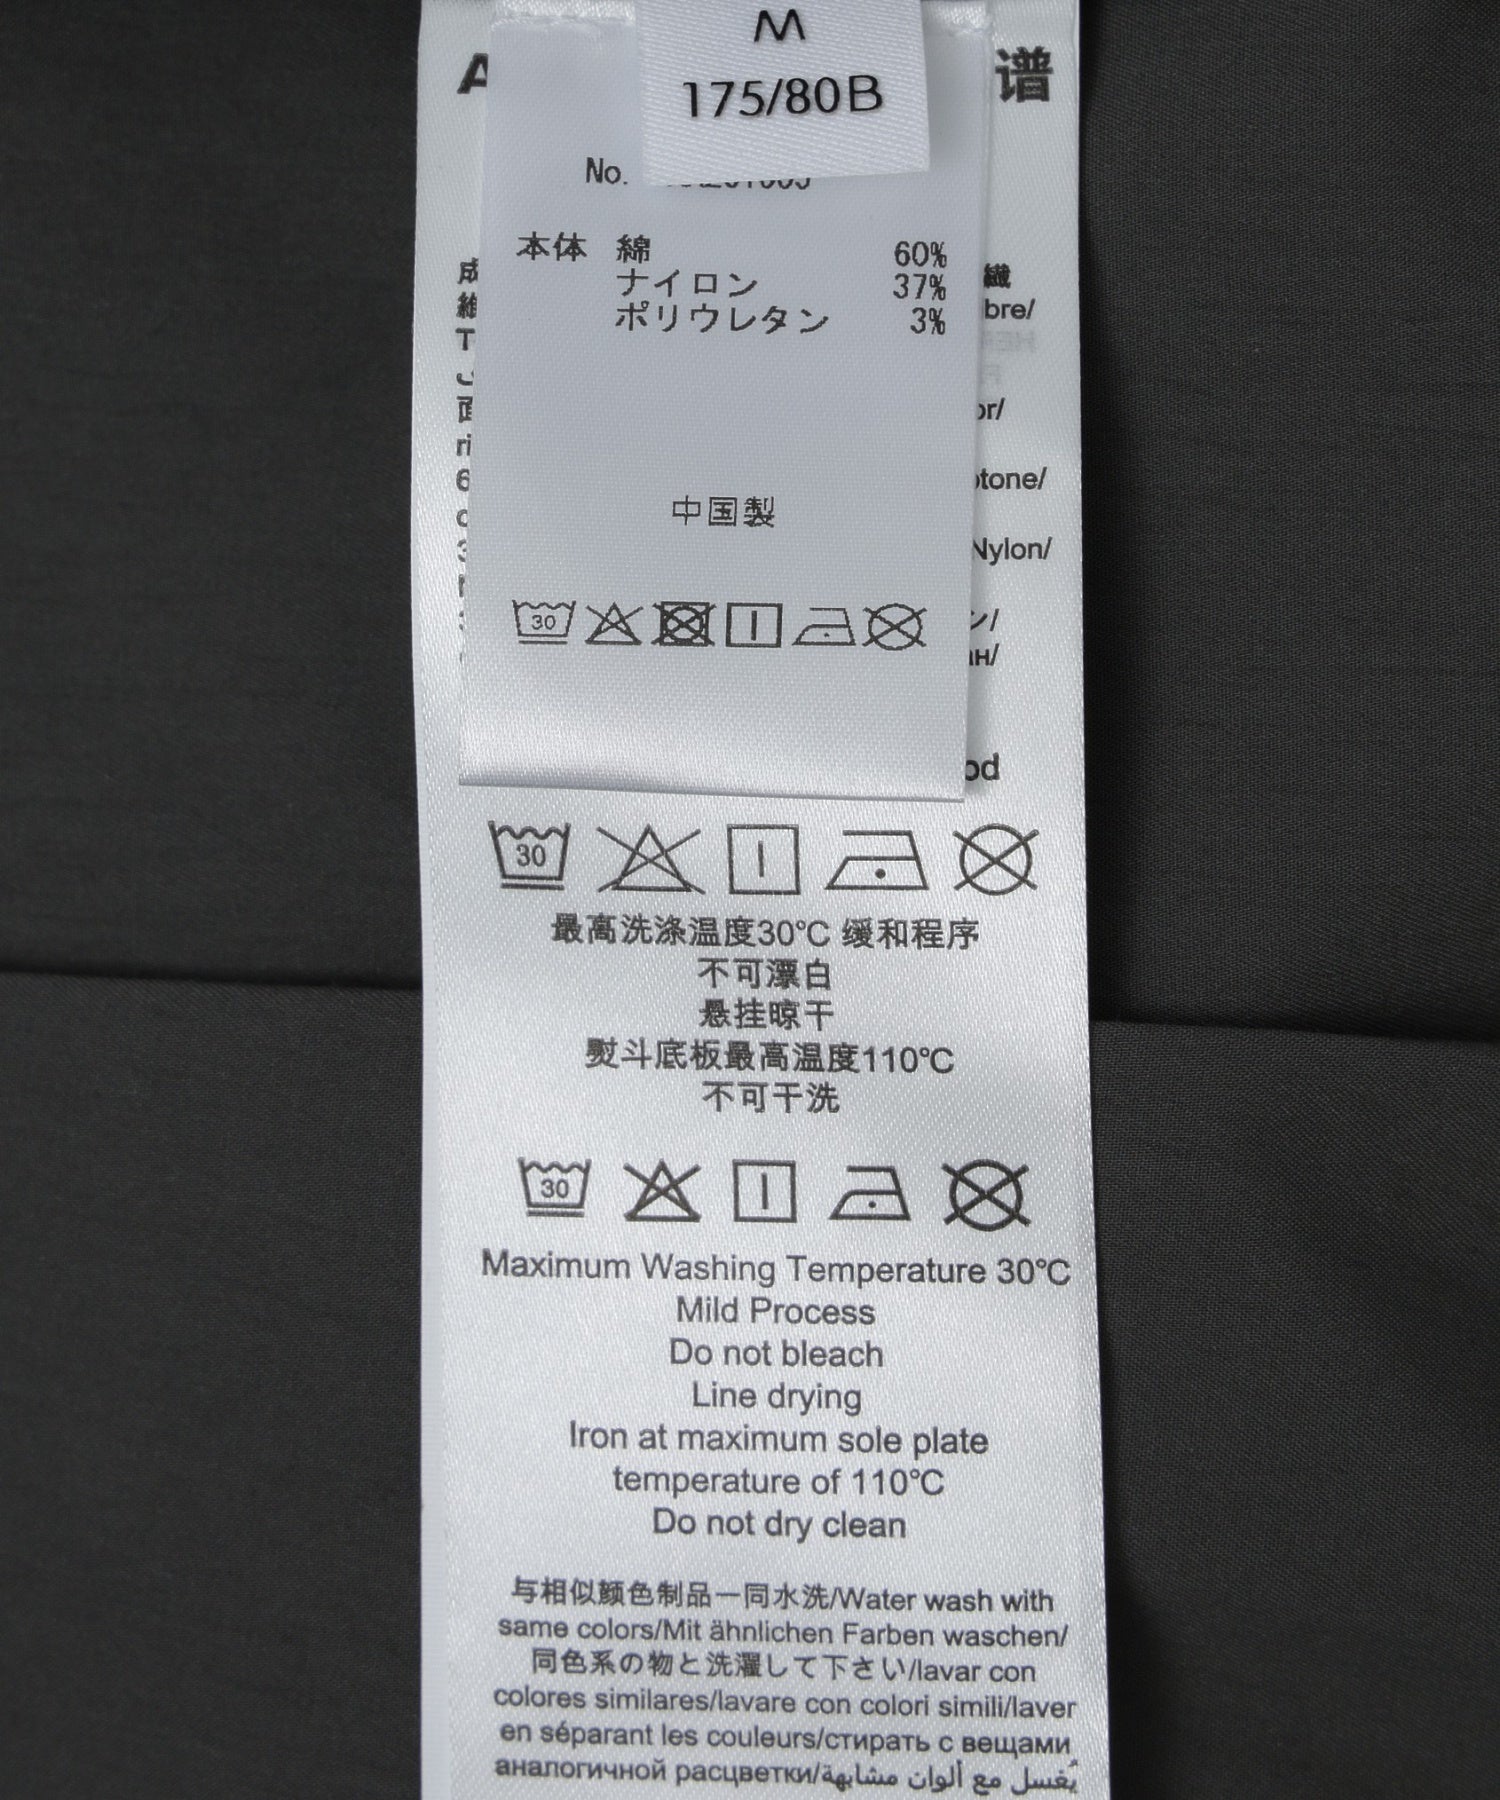 M
175/80B
谱
No.
本体 綿 60%
ナイロン 37%
ポリウレタン 3%
中国製
30
30
最高洗涤温度30℃ 缓和程序
不可漂白
悬挂晾干
熨斗底板最高温度110℃
不可干洗
30
Maximum Washing Temperature 30℃
Mild Process
Do not bleach
Line drying
Iron at maximum sole plate
temperature of 110℃
Do not dry clean
与相似颜色制品一同水洗/Water wash with
same colors/Mit ähnlichen Farben waschen/
同色系の物と洗濯して下さい/lavar con
colores similares/lavare con colori simili/laver
en séparant les couleurs/стирать с вещами
аналогичной расцветки/يُغسل مع ألوان مشابهة